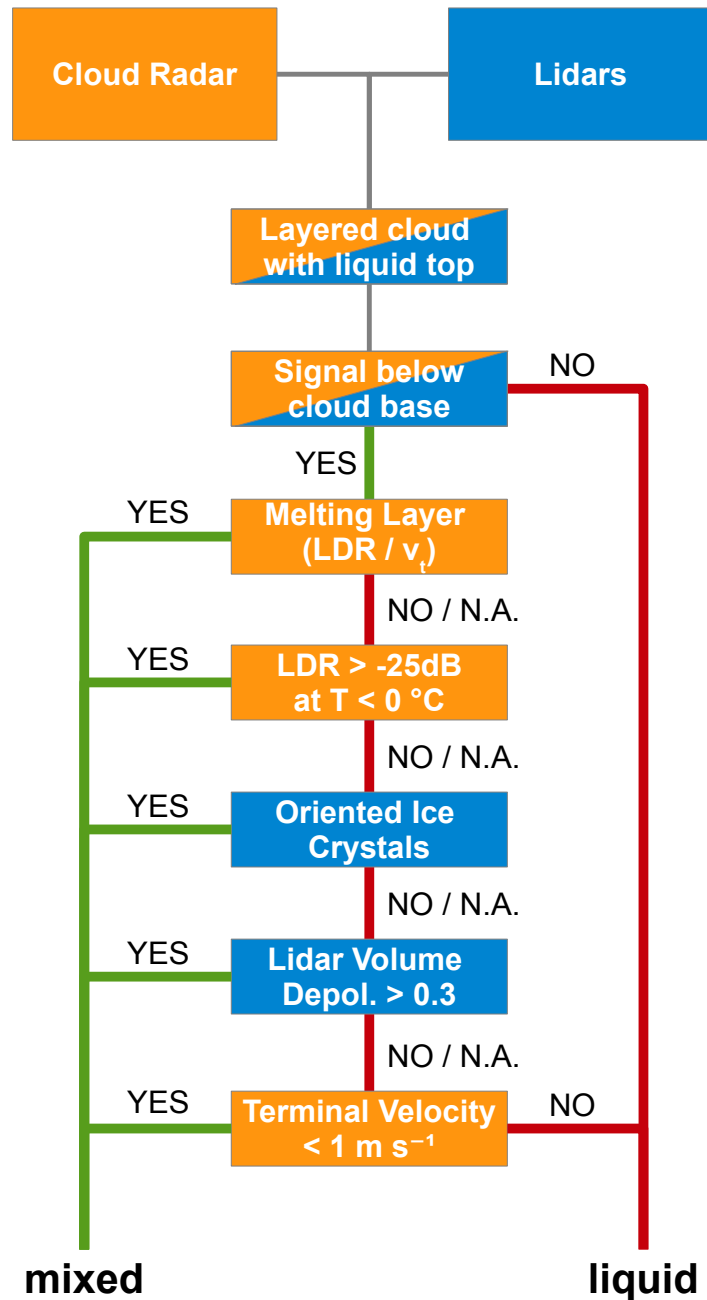 Cloud Radar
Lidars
Layered cloud
with liquid top
Signal below
cloud base
NO
YES
YES
Melting Layer
(LDR / vₜ)
NO / N.A.
YES
LDR > -25dB
at T < 0 °C
NO / N.A.
YES
Oriented Ice
Crystals
NO / N.A.
YES
Lidar Volume
Depol. > 0.3
NO / N.A.
YES
Terminal Velocity
< 1 m s⁻¹
NO
mixed
liquid